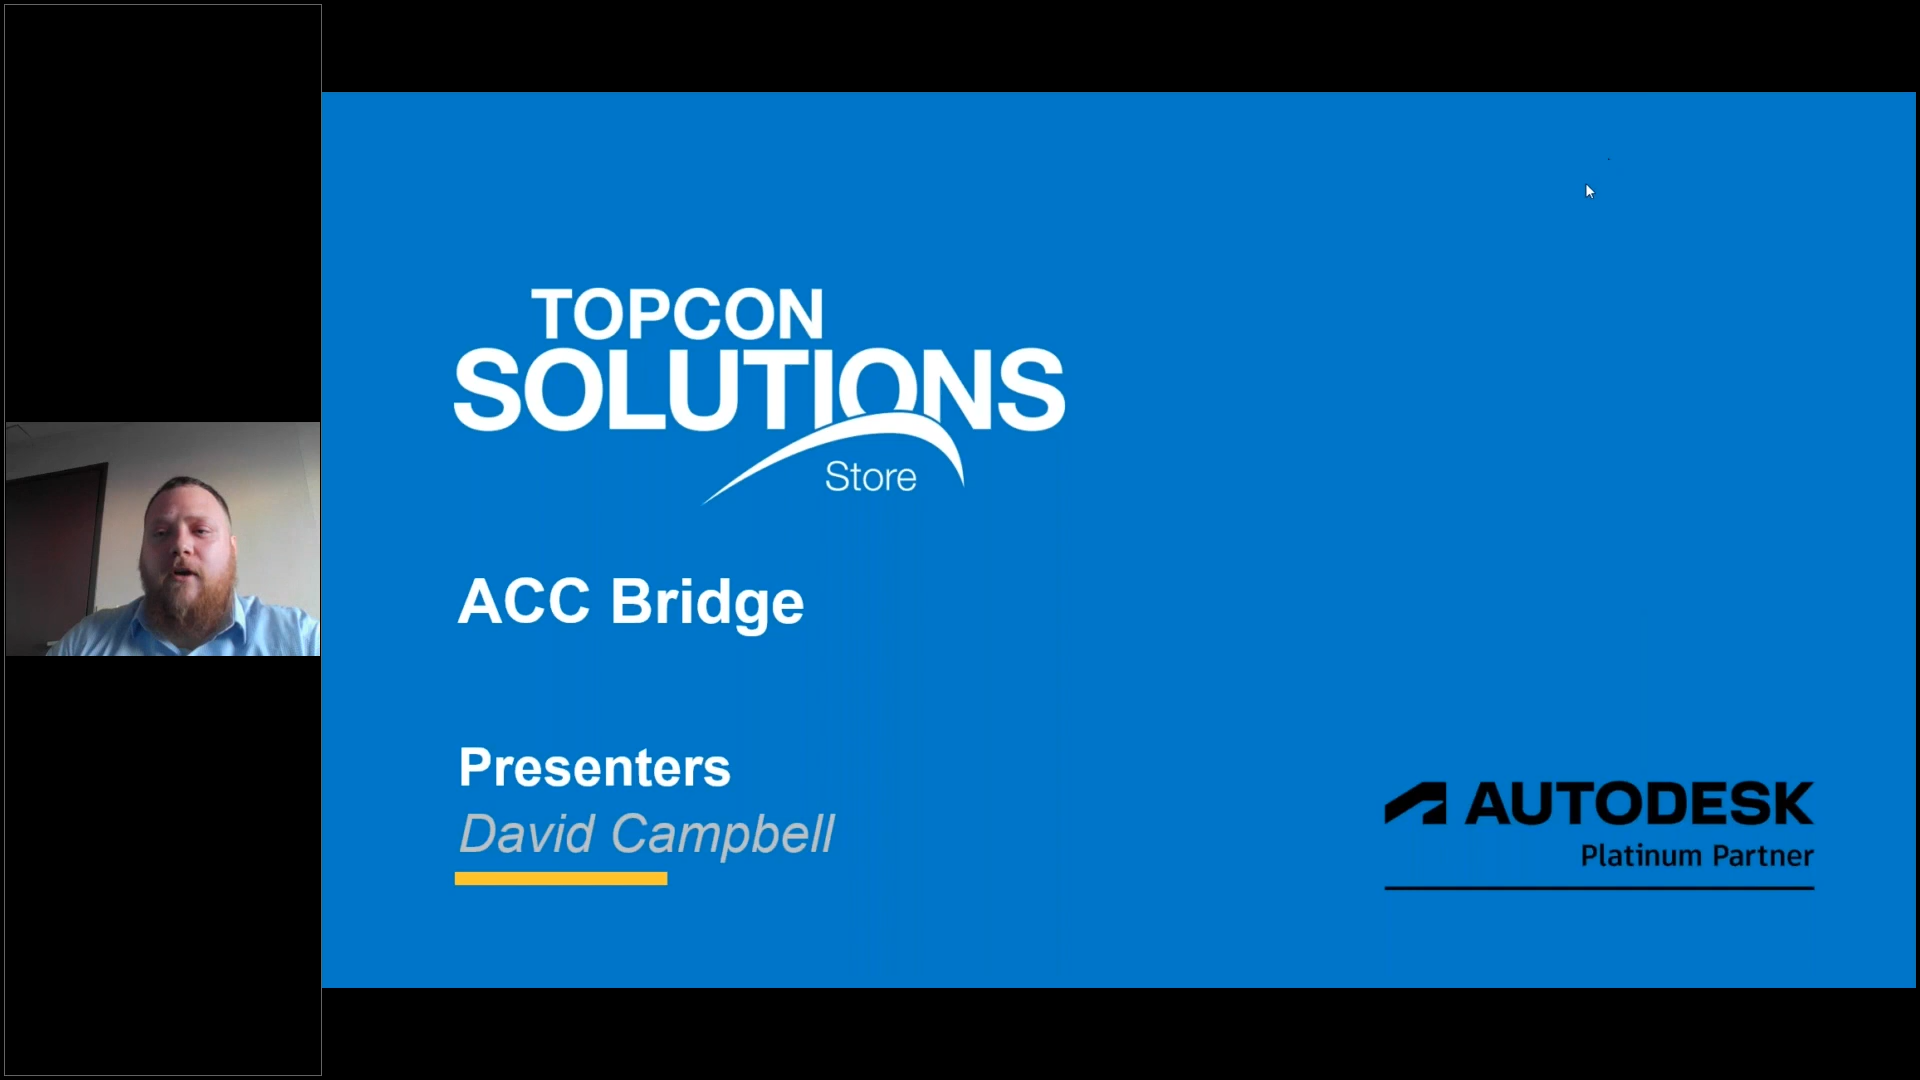 TOPCON
SOLUTIONS
Store
ACC Bridge
Presenters
David Campbell
AUTODESK
Platinum Partner